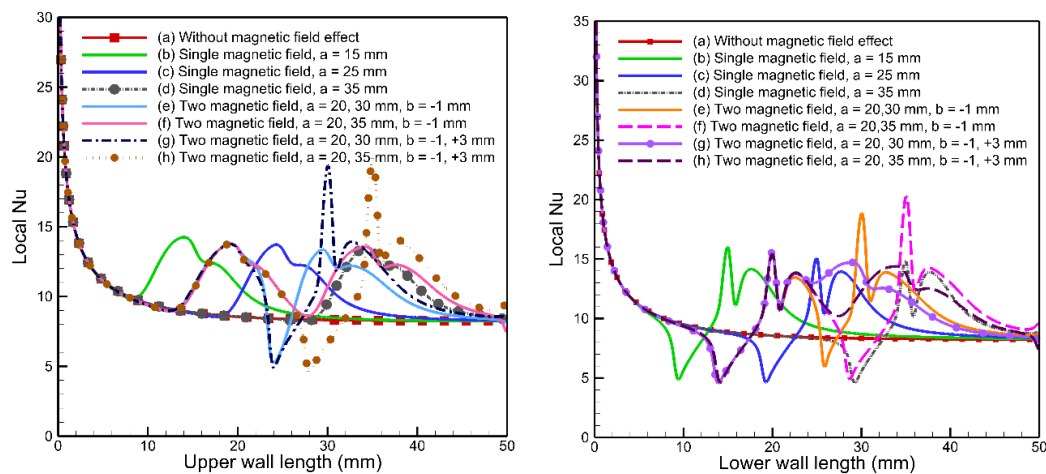 30
25
20
15
10
5
0
Local Nu
(a) Without magnetic field effect
(b) Single magnetic field, a = 15 mm
(c) Single magnetic field, a = 25 mm
(d) Single magnetic field, a = 35 mm
(e) Two magnetic field, a = 20, 30 mm, b = -1 mm
(f) Two magnetic field, a = 20, 35 mm, b = -1 mm
(g) Two magnetic field, a = 20, 30 mm, b = -1, +3 mm
(h) Two magnetic field, a = 20, 35 mm, b = -1, +3 mm
0 10 20 30 40 50
Upper wall length (mm)
35
30
25
20
15
10
5
0
Local Nu
(a) Without magnetic field effect
(b) Single magnetic field, a = 15 mm
(c) Single magnetic field, a = 25 mm
(d) Single magnetic field, a = 35 mm
(e) Two magnetic field, a = 20,30 mm, b = -1 mm
(f) Two magnetic field, a = 20,35 mm, b = -1 mm
(g) Two magnetic field, a = 20, 30 mm, b = -1, +3 mm
(h) Two magnetic field, a = 20, 35 mm, b = -1, +3 mm
0 10 20 30 40 50
Lower wall length (mm)